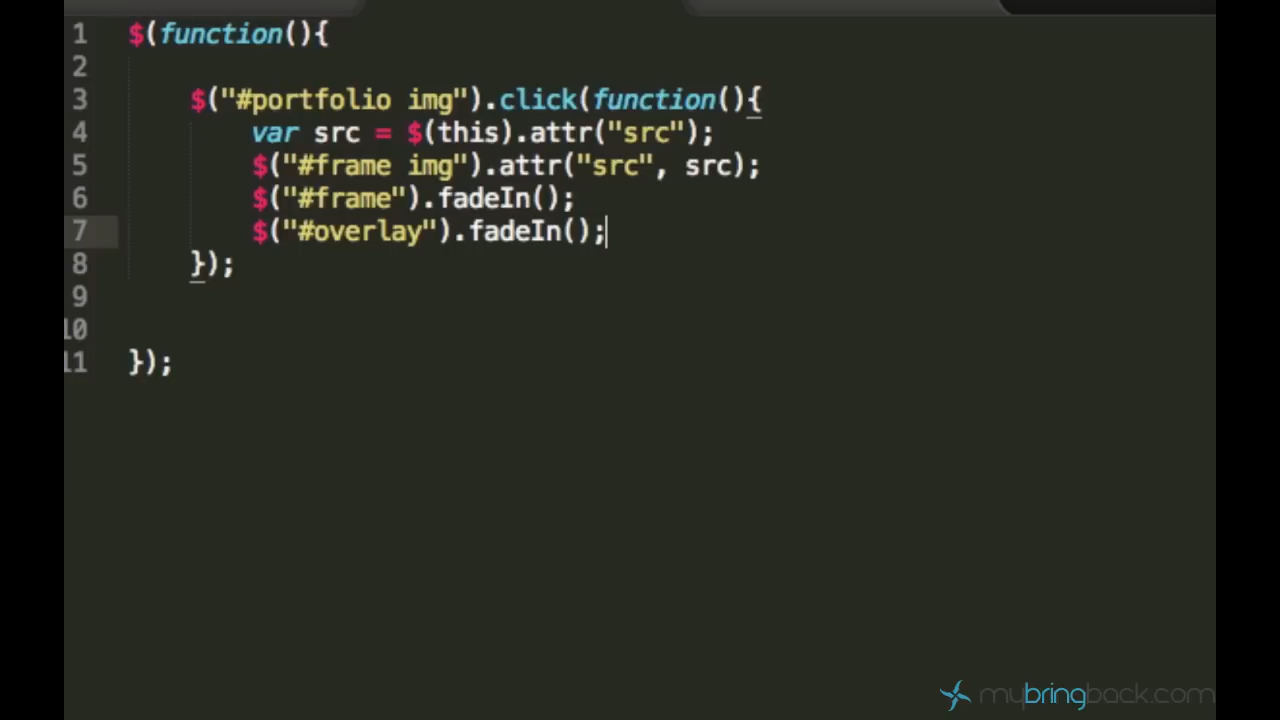 1 $(function(){
2
3 $("#portfolio img").click(function(){
4 var src = $(this).attr("src");
5 $("#frame img").attr("src", src);
6 $("#frame").fadeIn();
7 $("#overlay").fadeIn();
8 });
9
10
11 });
mybringback.com